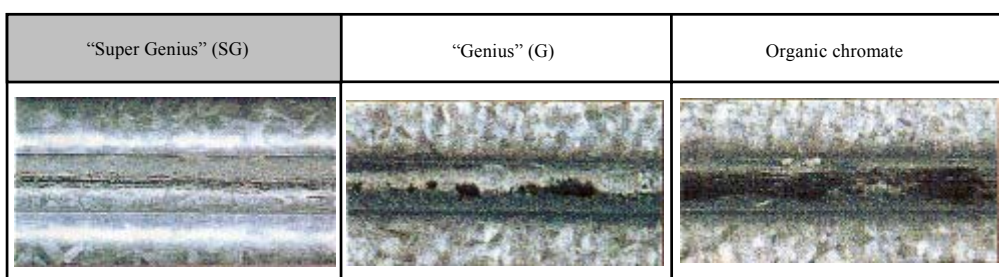 “Super Genius” (SG)
“Genius” (G)
Organic chromate